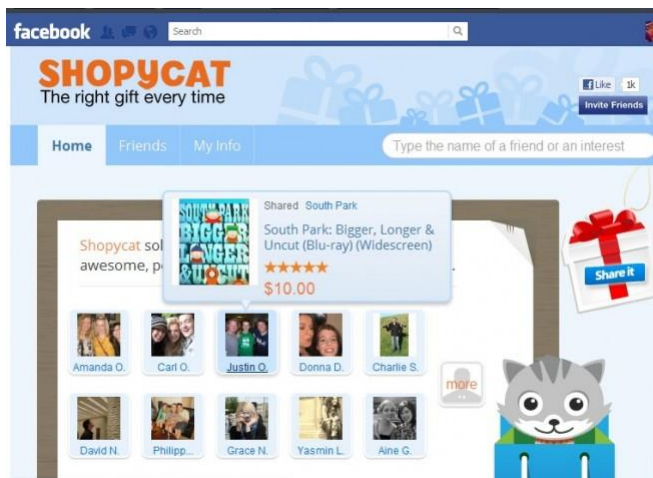 facebook Search
SHOPYCAT
The right gift every time
Like 1k
Invite Friends
Home Friends My Info Type the name of a friend or an interest
Shared South Park
SOUTH PARK
BIGGER
LONGER
& UNCUT
South Park: Bigger, Longer &
Uncut (Blu-ray) (Widescreen)
$10.00
Shopycat sol
awesome, p
Share it
Amanda O. Carl O. Justin O. Donna D. Charlie S.
more
David N. Philipp... Grace N. Yasmin L. Aine G.